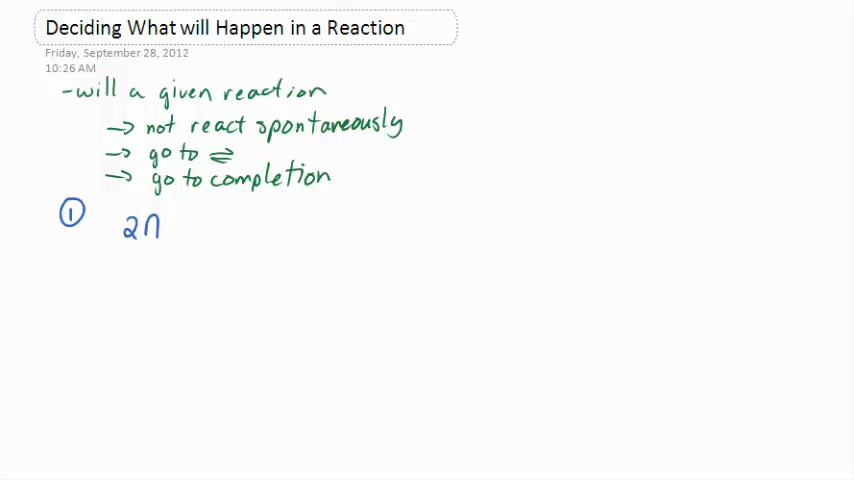 Deciding What will Happen in a Reaction
Friday, September 28, 2012
10:26 AM
-will a given reaction
→ not react spontaneously
→ go to ⇌
→ go to completion
① 2N